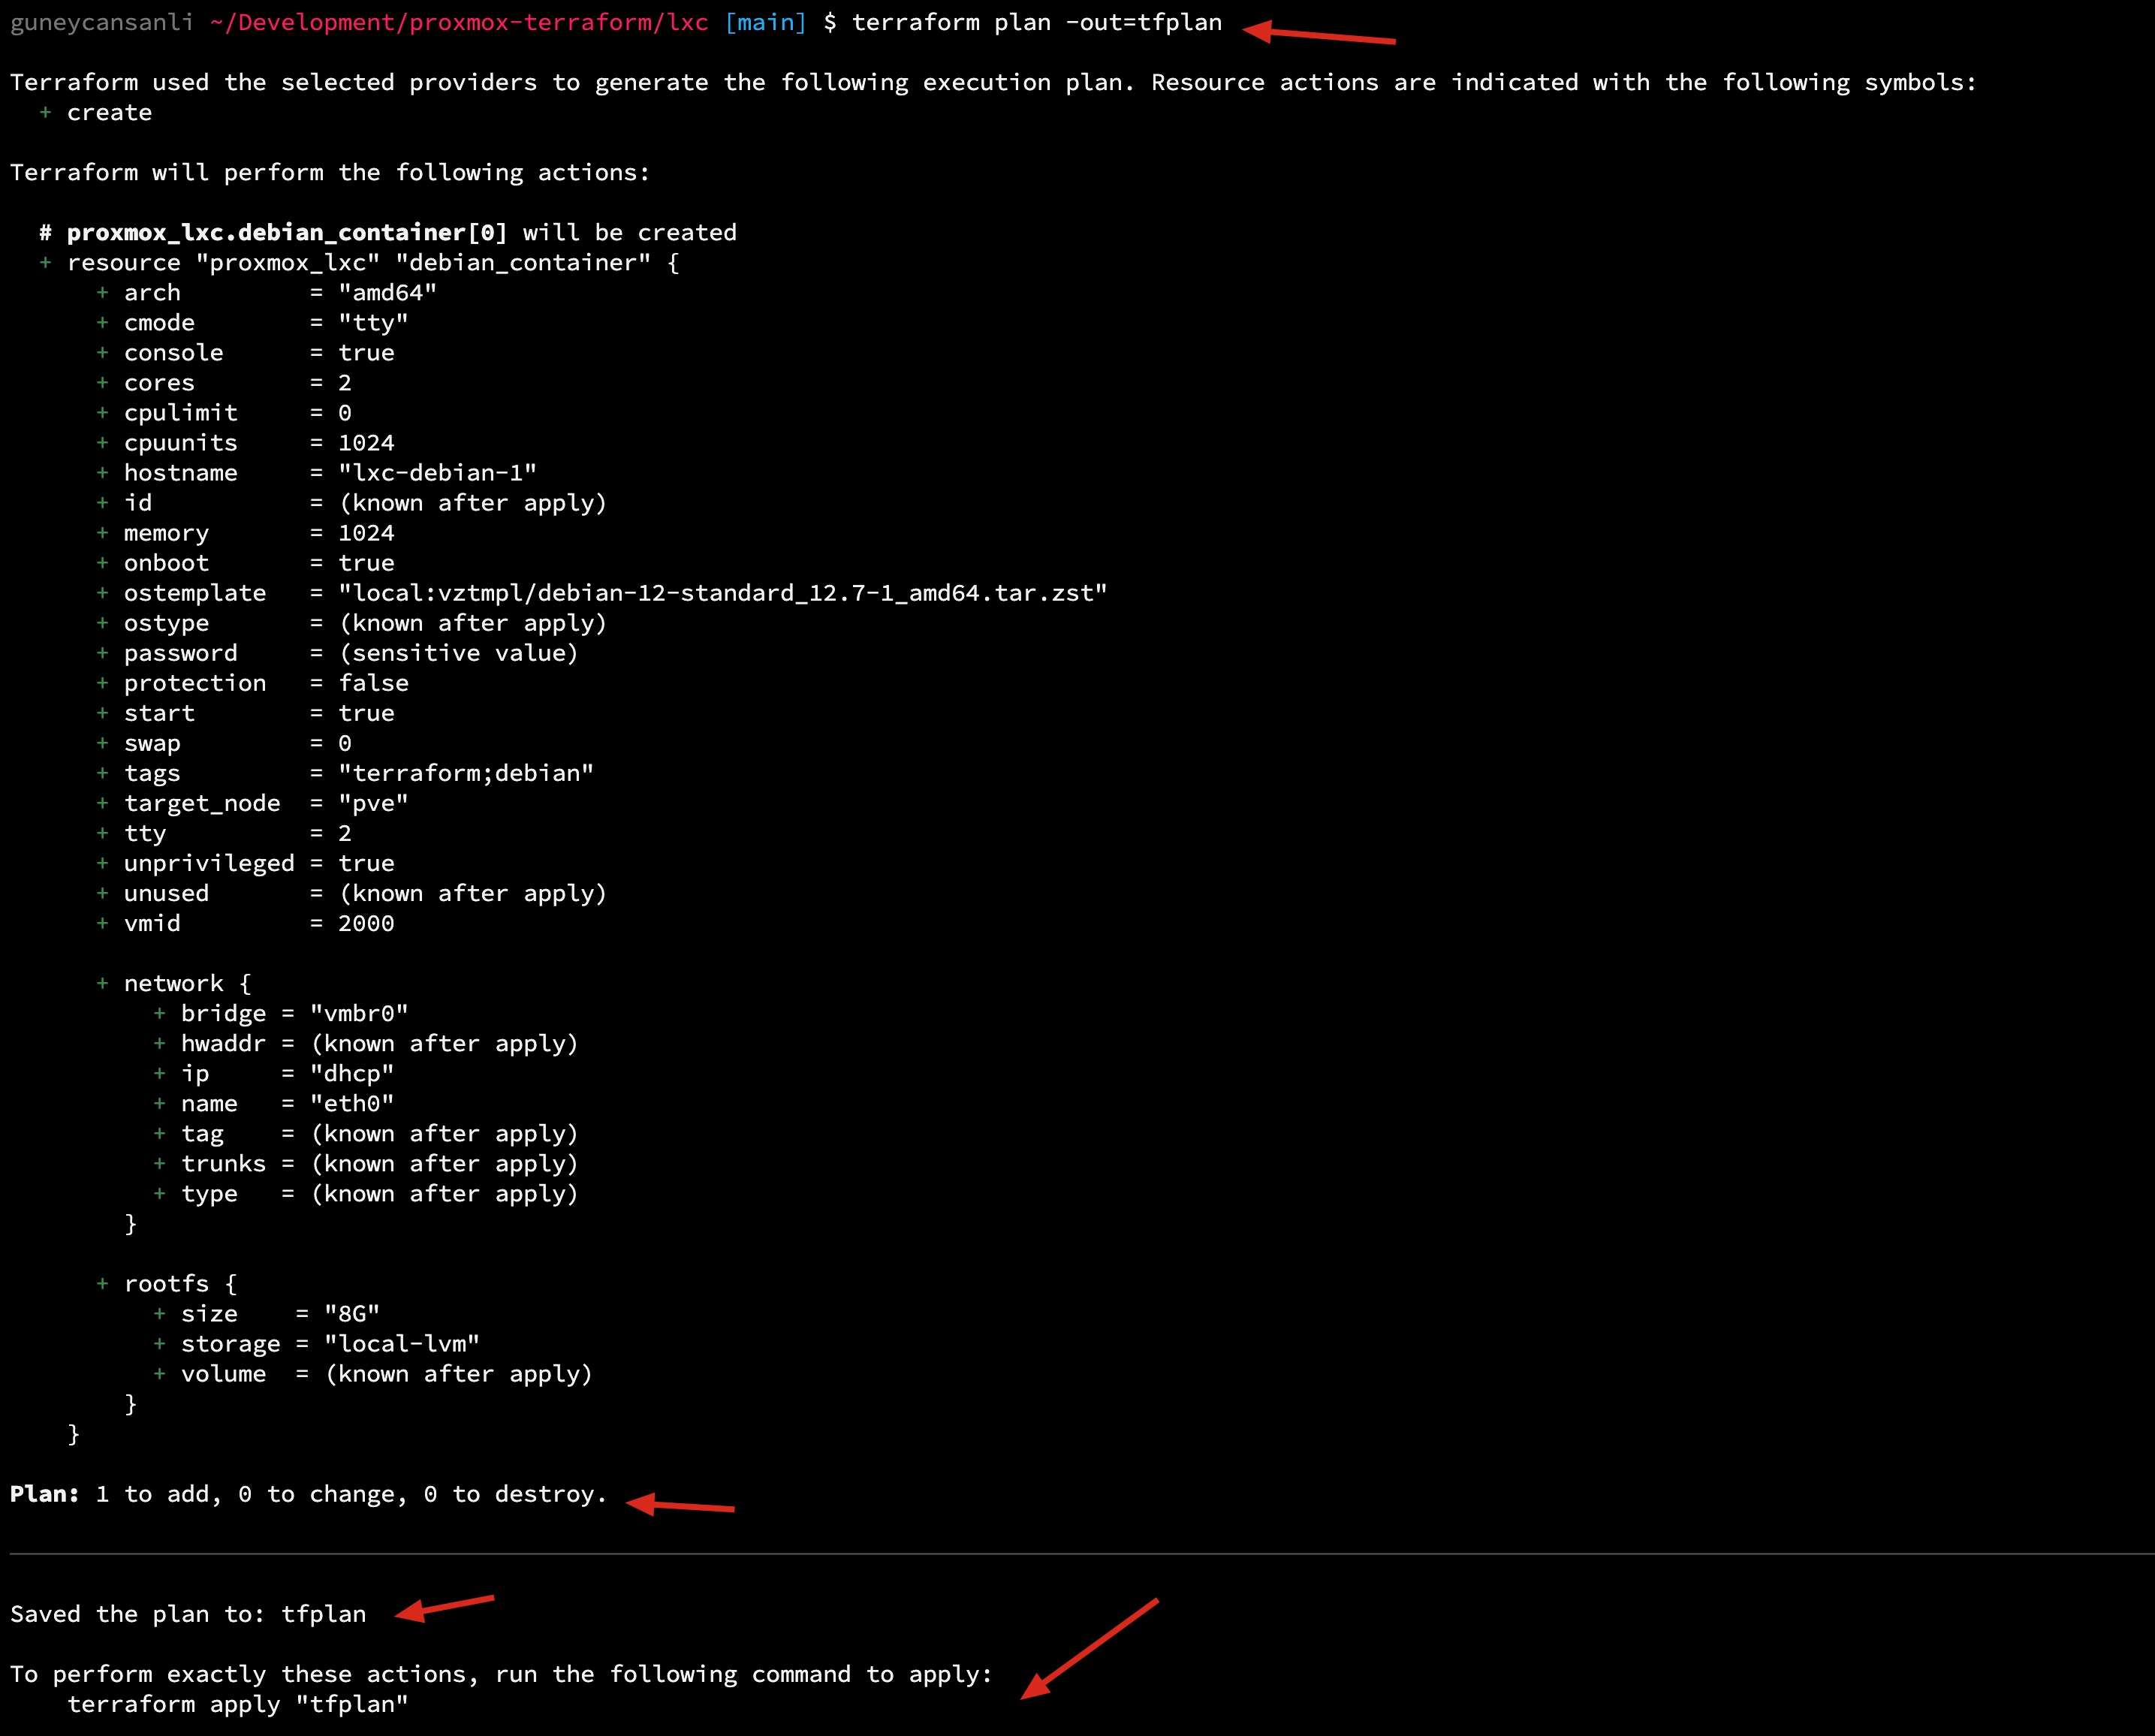 guneycansanli ~/Development/proxmox-terraform/lxc [main] $ terraform plan -out=tfplan
Terraform used the selected providers to generate the following execution plan. Resource actions are indicated with the following symbols:
  + create
Terraform will perform the following actions:
  # proxmox_lxc.debian_container[0] will be created
  + resource "proxmox_lxc" "debian_container" {
      + arch         = "amd64"
      + cmode        = "tty"
      + console      = true
      + cores        = 2
      + cpulimit     = 0
      + cpuunits     = 1024
      + hostname     = "lxc-debian-1"
      + id           = (known after apply)
      + memory       = 1024
      + onboot       = true
      + ostemplate   = "local:vztmpl/debian-12-standard_12.7-1_amd64.tar.zst"
      + ostype       = (known after apply)
      + password     = (sensitive value)
      + protection   = false
      + start        = true
      + swap         = 0
      + tags         = "terraform;debian"
      + target_node  = "pve"
      + tty          = 2
      + unprivileged = true
      + unused       = (known after apply)
      + vmid         = 2000
      + network {
          + bridge = "vmbr0"
          + hwaddr = (known after apply)
          + ip     = "dhcp"
          + name   = "eth0"
          + tag    = (known after apply)
          + trunks = (known after apply)
          + type   = (known after apply)
        }
      + rootfs {
          + size    = "8G"
          + storage = "local-lvm"
          + volume  = (known after apply)
        }
    }
Plan: 1 to add, 0 to change, 0 to destroy.
Saved the plan to: tfplan
To perform exactly these actions, run the following command to apply:
    terraform apply "tfplan"